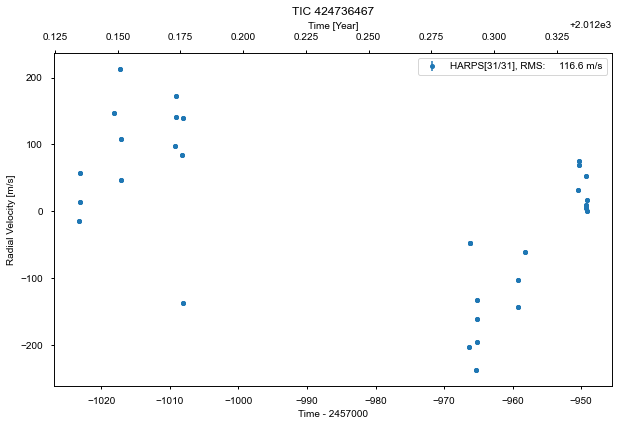 TIC 424736467
Time [Year]
+2.012e3
0.125 0.150 0.175 0.200 0.225 0.250 0.275 0.300 0.325
HARPS[31/31], RMS: 116.6 m/s
200
100
0
−100
−200
Radial Velocity [m/s]
−1020 −1010 −1000 −990 −980 −970 −960 −950
Time - 2457000